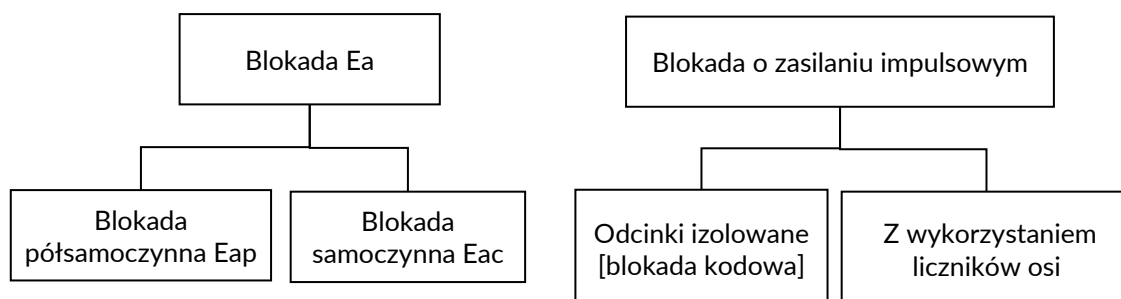 Blokada Ea
Blokada o zasilaniu impulsowym
Blokada
półsamoczynna Eap
Blokada
samoczynna Eac
Odcinki izolowane
[blokada kodowa]
Z wykorzystaniem
liczników osi